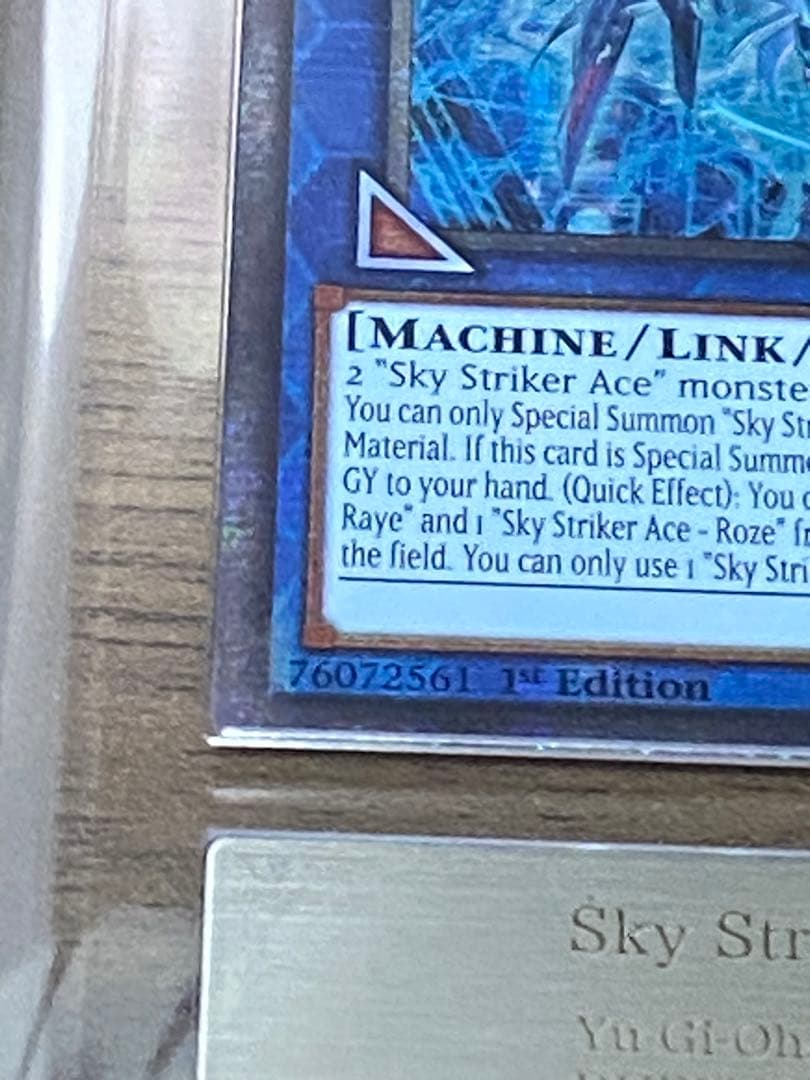 [MACHINE/LINK/
2 "Sky Striker Ace" monste
You can only Special Summon "Sky Str
Material. If this card is Special Summo
GY to your hand. (Quick Effect): You
Raye" and 1 "Sky Striker Ace - Roze" fr
the field. You can only use 1 "Sky Stri
76072561 1st Edition
Sky Str
Yu-Gi-Oh